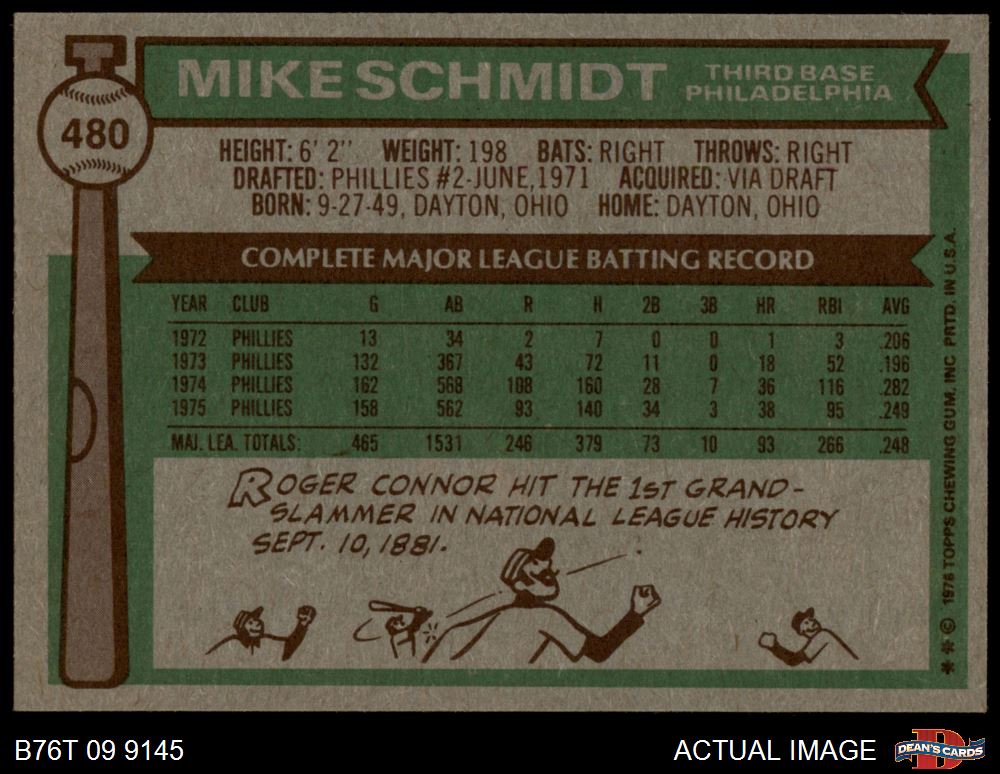 480
MIKE SCHMIDT
THIRD BASE
PHILADELPHIA
HEIGHT: 6' 2" WEIGHT: 198 BATS: RIGHT THROWS: RIGHT
DRAFTED: PHILLIES #2-JUNE, 1971 ACQUIRED: VIA DRAFT
BORN: 9-27-49, DAYTON, OHIO HOME: DAYTON, OHIO
COMPLETE MAJOR LEAGUE BATTING RECORD
YEAR CLUB G AB R H 2B 3B HR RBI AVG
1972 PHILLIES 13 34 2 7 0 0 1 3 .206
1973 PHILLIES 132 367 43 72 11 0 18 52 .196
1974 PHILLIES 162 568 108 160 28 7 36 116 .282
1975 PHILLIES 158 562 93 140 34 3 38 95 .249
MAJ. LEA. TOTALS: 465 1531 246 379 73 10 93 266 .248
ROGER CONNOR HIT THE 1ST GRAND-
SLAMMER IN NATIONAL LEAGUE HISTORY
SEPT. 10, 1881.
** © 1976 TOPPS CHEWING GUM, INC PRTD. IN U.S.A.
B76T 09 9145
ACTUAL IMAGE
D
DEAN'S CARDS